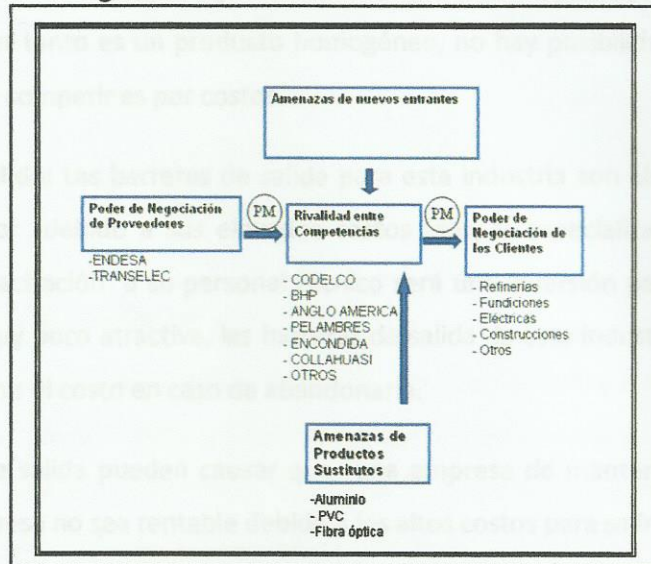 Amenazas de nuevos entrantes
Poder de Negociación
de Proveedores
-ENDESA
-TRANSELEC
PM
Rivalidad entre
Competencias
- CODELCO
- BHP
- ANGLO AMERICA
- PELAMBRES
- ENCONDIDA
- COLLAHUASI
- OTROS
PM
Poder de
Negociación de
los Clientes
- Refinerías
- Fundiciones
- Eléctricas
- Construcciones
- Otros
Amenazas de
Productos
Sustitutos
-Aluminio
- PVC
-Fibra óptica